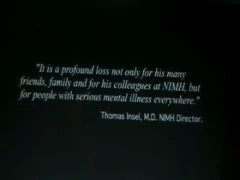 "It is a profound loss not only for his many
friends, family and for his colleagues at NIMH, but
for people with serious mental illness everywhere."
Thomas Insel, M.D. NIMH Director.